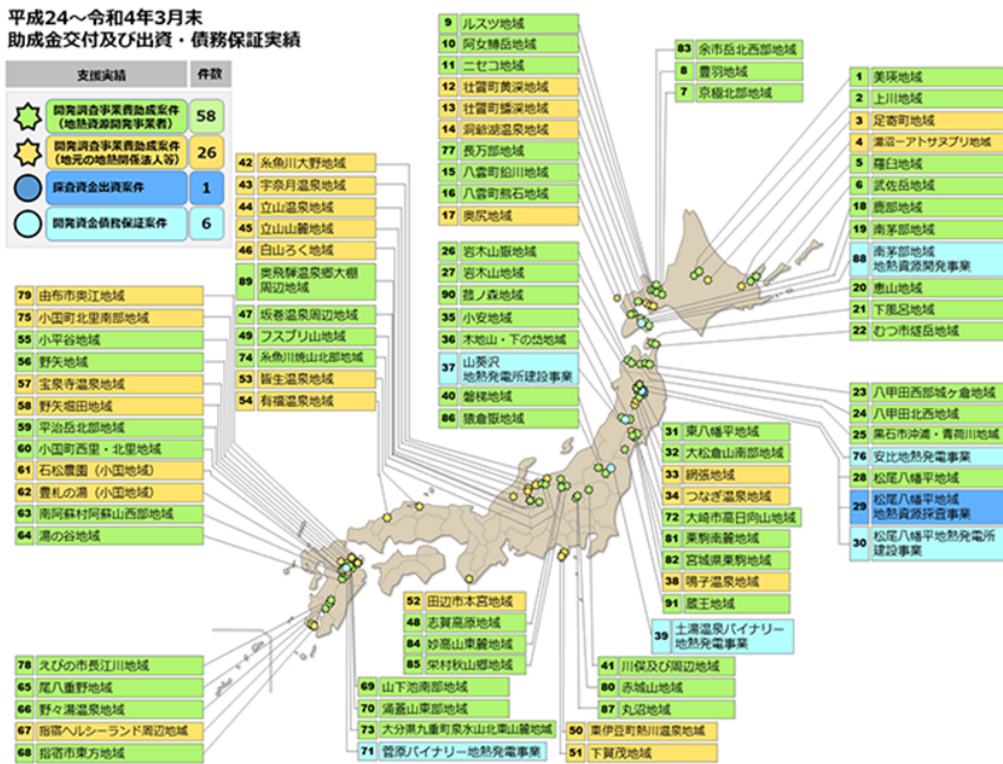 平成24～令和4年3月末
助成金交付及び出資・債務保証実績
支援実績 件数
開発調査事業費助成案件
（地熱資源開発事業者） 58
開発調査事業費助成案件
（地元の地熱関係法人等） 26
探査資金出資案件 1
開発資金債務保証案件 6
9 ルスツ地域
10 阿女鱒岳地域
11 ニセコ地域
12 壮瞥町黄渓地域
13 壮瞥町蟠渓地域
14 洞爺湖温泉地域
77 長万部地域
15 八雲町鉛川地域
16 八雲町熊石地域
17 奥尻地域
83 余市岳北西部地域
8 豊羽地域
7 京極北部地域
1 美瑛地域
2 上川地域
3 足寄町地域
4 湯沼－アトサヌプリ地域
5 羅臼地域
6 武佐岳地域
18 鹿部地域
19 南茅部地域
88 南茅部地域
地熱資源開発事業
20 恵山地域
21 下風呂地域
22 むつ市燧岳地域
42 糸魚川大野地域
43 宇奈月温泉地域
44 立山温泉地域
45 立山山麓地域
46 白山ろく地域
89 奥飛騨温泉郷大棚
周辺地域
47 坂巻温泉周辺地域
49 フスブリ山地域
74 糸魚川焼山北部地域
53 皆生温泉地域
54 有福温泉地域
26 岩木山嶽地域
27 岩木山地域
90 菰ノ森地域
35 小安地域
36 木地山・下の岱地域
37 山葵沢
地熱発電所建設事業
40 磐梯地域
86 猿倉嶽地域
79 由布市奥江地域
75 小国町北里南部地域
55 小平谷地域
56 野矢地域
57 宝泉寺温泉地域
58 野矢堀田地域
59 平治岳北部地域
60 小国町西里・北里地域
61 石松農園（小国地域）
62 豊礼の湯（小国地域）
63 南阿蘇村阿蘇山西部地域
64 湯の谷地域
23 八甲田西部城ヶ倉地域
24 八甲田北西地域
25 黒石市沖浦・青荷川地域
76 安比地熱発電事業
28 松尾八幡平地域
29 松尾八幡平地域
地熱資源探査事業
30 松尾八幡平地熱発電所
建設事業
31 東八幡平地域
32 大松倉山南部地域
33 網張地域
34 つなぎ温泉地域
72 大崎市高日向山地域
81 栗駒南麓地域
82 宮城県栗駒地域
38 鳴子温泉地域
91 蔵王地域
39 土湯温泉バイナリー
地熱発電事業
52 田辺市本宮地域
48 志賀高原地域
84 妙高山東麓地域
85 栄村秋山郷地域
41 川俣及び周辺地域
80 赤城山地域
87 丸沼地域
78 えびの市長江川地域
65 尾八重野地域
66 野々湯温泉地域
67 指宿ヘルシーランド周辺地域
68 指宿市東方地域
69 山下池南部地域
70 涌蓋山東部地域
73 大分県九重町泉水山北東山麓地域
71 菅原バイナリー地熱発電事業
50 東伊豆町熱川温泉地域
51 下賀茂地域